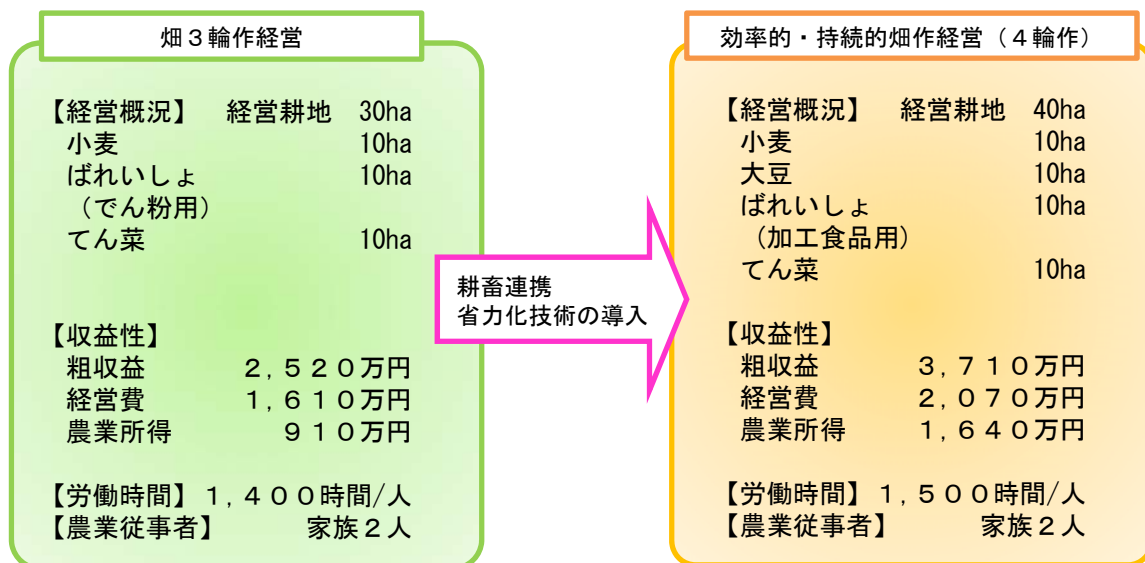 畑３輪作経営
【経営概況】　経営耕地　30ha
小麦　10ha
ばれいしょ　10ha
（でん粉用）
てん菜　10ha
【収益性】
粗収益　２,５２０万円
経営費　１,６１０万円
農業所得　９１０万円
【労働時間】１,４００時間/人
【農業従事者】　家族２人
耕畜連携
省力化技術の導入
効率的・持続的畑作経営（４輪作）
【経営概況】　経営耕地　40ha
小麦　10ha
大豆　10ha
ばれいしょ　10ha
（加工食品用）
てん菜　10ha
【収益性】
粗収益　３,７１０万円
経営費　２,０７０万円
農業所得　１,６４０万円
【労働時間】１,５００時間/人
【農業従事者】　家族２人